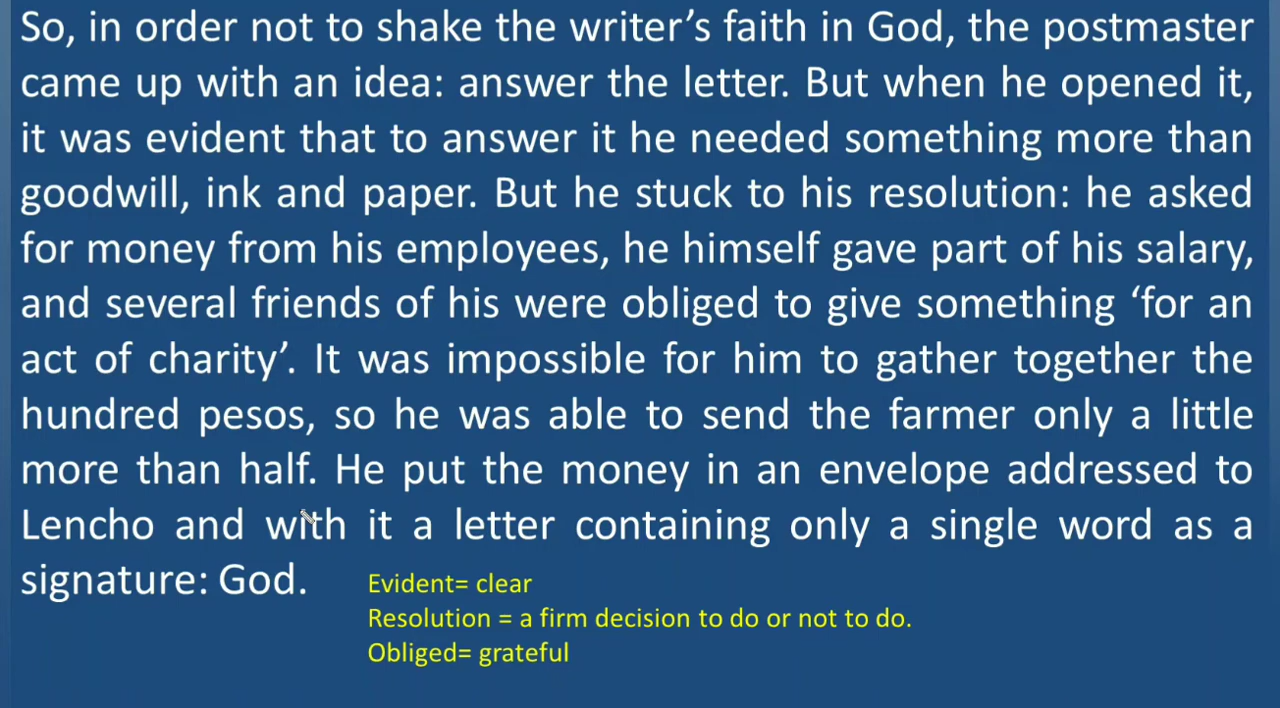 So, in order not to shake the writer’s faith in God, the postmaster
came up with an idea: answer the letter. But when he opened it,
it was evident that to answer it he needed something more than
goodwill, ink and paper. But he stuck to his resolution: he asked
for money from his employees, he himself gave part of his salary,
and several friends of his were obliged to give something ‘for an
act of charity’. It was impossible for him to gather together the
hundred pesos, so he was able to send the farmer only a little
more than half. He put the money in an envelope addressed to
Lencho and with it a letter containing only a single word as a
signature: God.
Evident= clear
Resolution = a firm decision to do or not to do.
Obliged= grateful